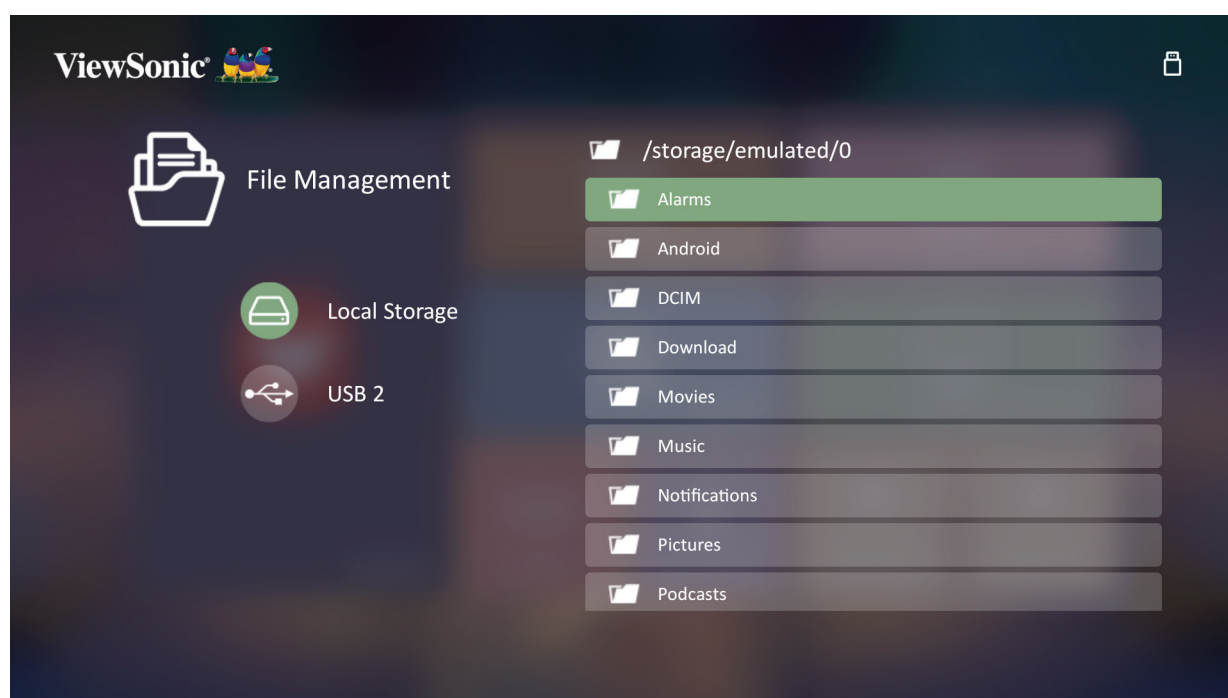 ViewSonic®
File Management
Local Storage
USB 2
/storage/emulated/0
Alarms
Android
DCIM
Download
Movies
Music
Notifications
Pictures
Podcasts